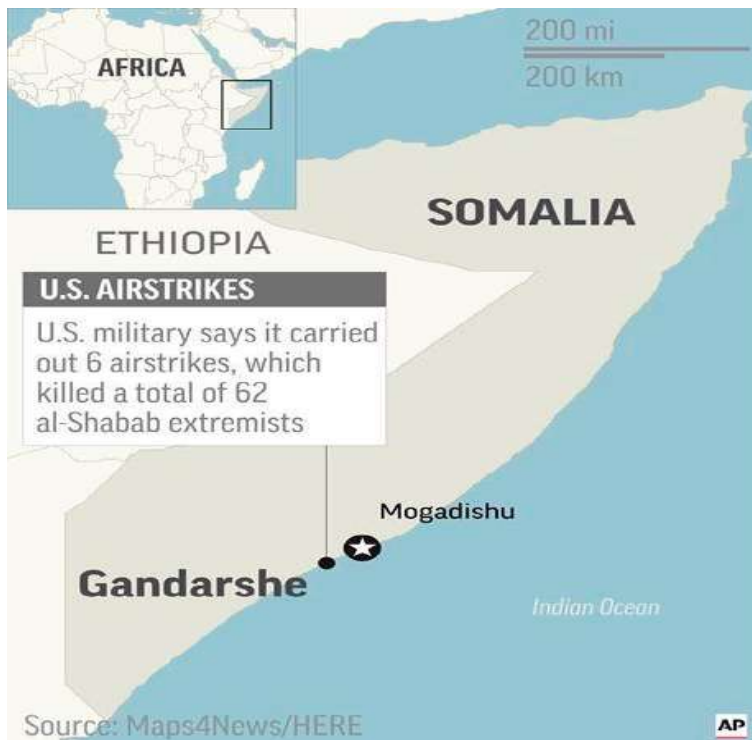 AFRICA
200 mi
200 km
SOMALIA
ETHIOPIA
U.S. AIRSTRIKES
U.S. military says it carried
out 6 airstrikes, which
killed a total of 62
al-Shabab extremists
Mogadishu
Gandarshe
Indian Ocean
Source: Maps4News/HERE
AP